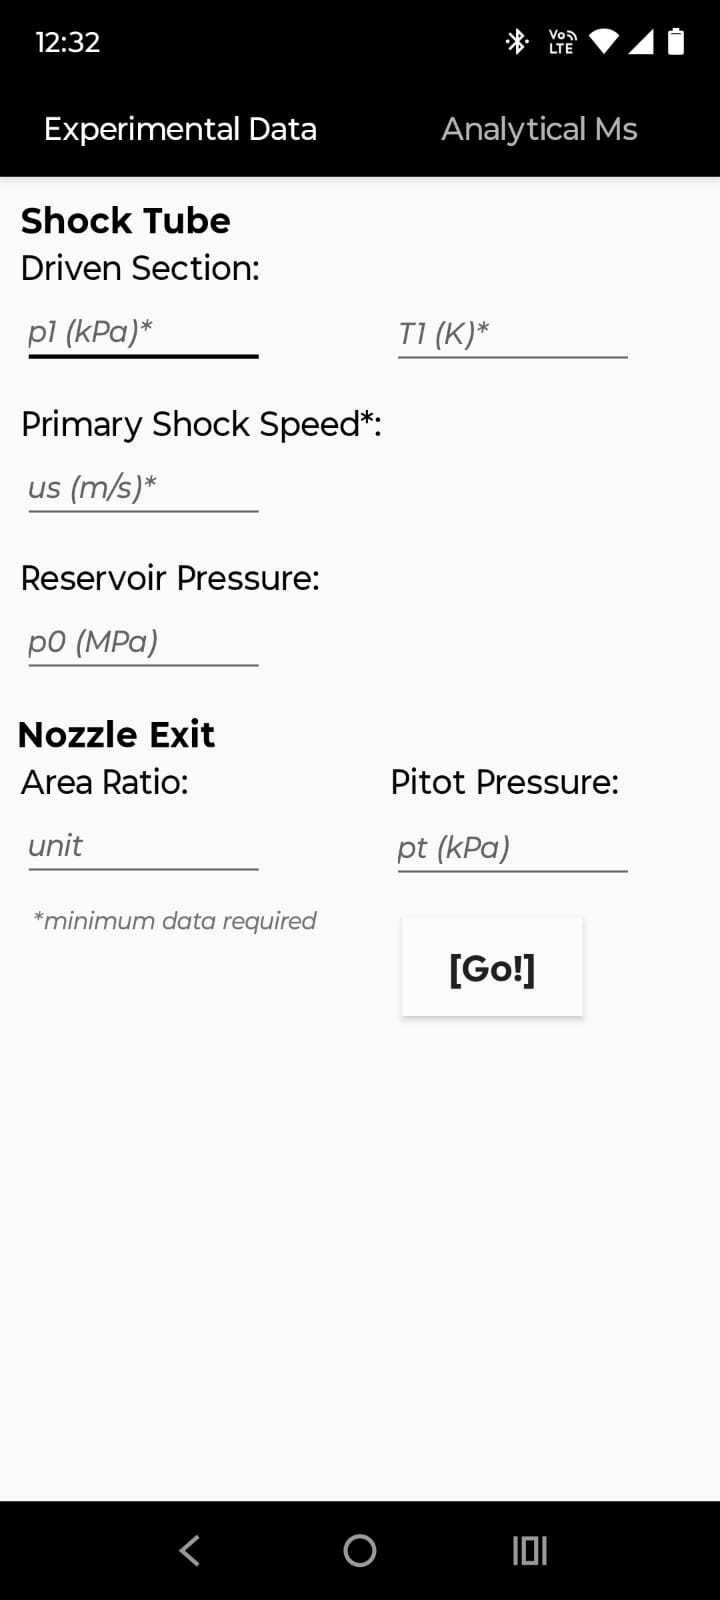 12:32
Vo LTE
Experimental Data Analytical Ms
Shock Tube
Driven Section:
p1 (kPa)* T1 (K)*
Primary Shock Speed*:
us (m/s)*
Reservoir Pressure:
p0 (MPa)
Nozzle Exit
Area Ratio: Pitot Pressure:
unit pt (kPa)
*minimum data required
[Go!]